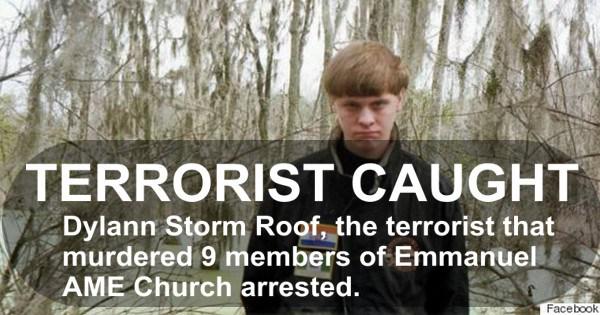 TERRORIST CAUGHT
Dylann Storm Roof, the terrorist that
murdered 9 members of Emmanuel
AME Church arrested.
Facebook